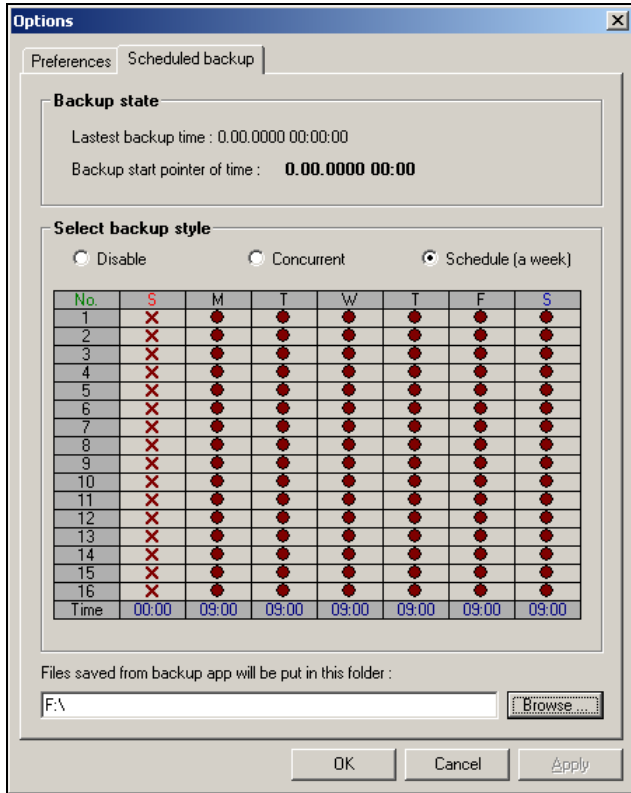 Options
Preferences Scheduled backup
Backup state
Lastest backup time : 0.00.0000 00:00:00
Backup start pointer of time : 0.00.0000 00:00
Select backup style
Disable Concurrent Schedule (a week)
No. S M T W T F S
1
2
3
4
5
6
7
8
9
10
11
12
13
14
15
16
Time 00:00 09:00 09:00 09:00 09:00 09:00 09:00
Files saved from backup app will be put in this folder :
F:\ Browse ...
OK Cancel Apply